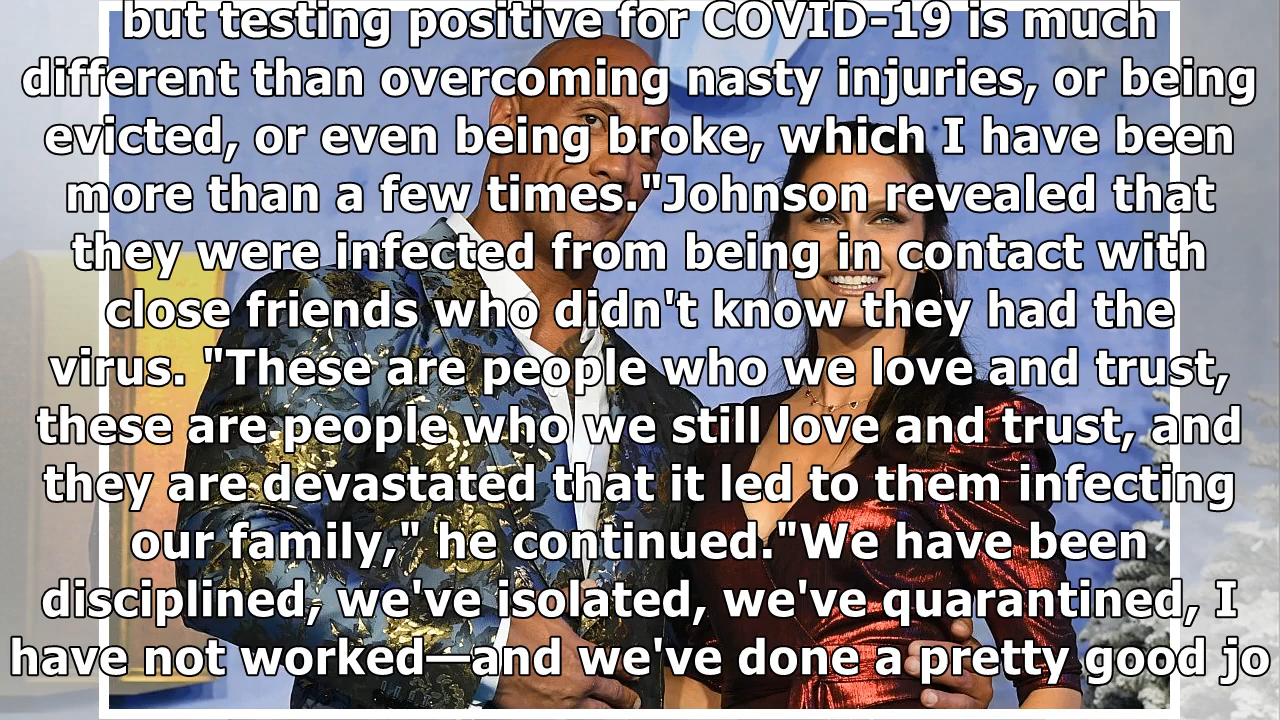 but testing positive for COVID-19 is much
different than overcoming nasty injuries, or being
evicted, or even being broke, which I have been
more than a few times."Johnson revealed that
they were infected from being in contact with
close friends who didn't know they had the
virus. "These are people who we love and trust,
these are people who we still love and trust, and
they are devastated that it led to them infecting
our family," he continued."We have been
disciplined, we've isolated, we've quarantined, I
have not worked—and we've done a pretty good jo